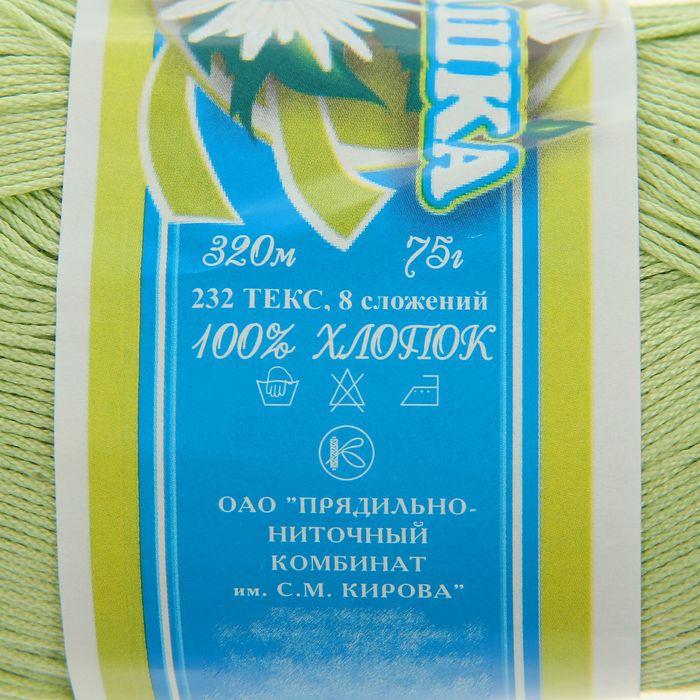 ШКА
320м 75г
232 ТЕКС, 8 сложений
100% ХЛОПОК
ОАО "ПРЯДИЛЬНО-
НИТОЧНЫЙ
КОМБИНАТ
им. С.М. КИРОВА"